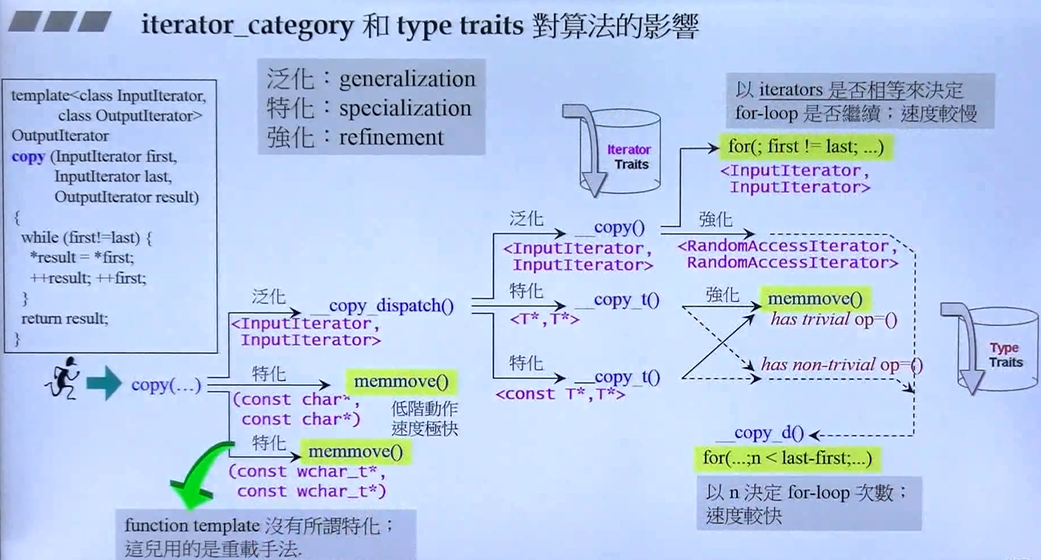 iterator_category 和 type traits 對算法的影響
template<class InputIterator,
class OutputIterator>
OutputIterator
copy (InputIterator first,
InputIterator last,
OutputIterator result)
{
while (first!=last) {
*result = *first;
++result; ++first;
}
return result;
}
泛化：generalization
特化：specialization
強化：refinement
Iterator
Traits
以 iterators 是否相等來決定
for-loop 是否繼續；速度較慢
for(; first != last; ...)
<InputIterator,
InputIterator>
泛化
__copy()
<InputIterator,
InputIterator>
強化
<RandomAccessIterator,
RandomAccessIterator>
泛化
__copy_dispatch()
<InputIterator,
InputIterator>
特化
__copy_t()
<T*,T*>
強化
memmove()
has trivial op=()
Type
Traits
copy(…)
特化
memmove()
(const char*,
const char*)
低階動作
速度極快
特化
__copy_t()
<const T*,T*>
has non-trivial op=()
特化
memmove()
(const wchar_t*,
const wchar_t*)
__copy_d()
for(...;n < last-first;...)
以 n 決定 for-loop 次數；
速度較快
function template 沒有所謂特化；
這兒用的是重載手法.